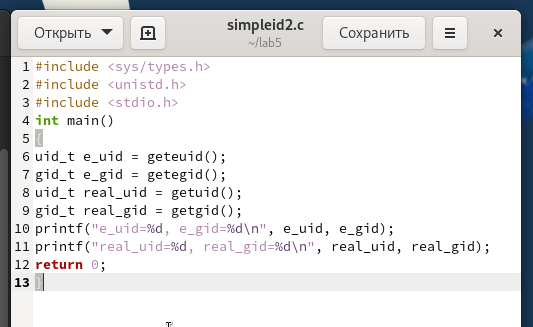 Открыть
simpleid2.c
~/lab5
Сохранить
1 #include <sys/types.h>
2 #include <unistd.h>
3 #include <stdio.h>
4 int main()
5 {
6 uid_t e_uid = geteuid();
7 gid_t e_gid = getegid();
8 uid_t real_uid = getuid();
9 gid_t real_gid = getgid();
10 printf("e_uid=%d, e_gid=%d\n", e_uid, e_gid);
11 printf("real_uid=%d, real_gid=%d\n", real_uid, real_gid);
12 return 0;
13 }